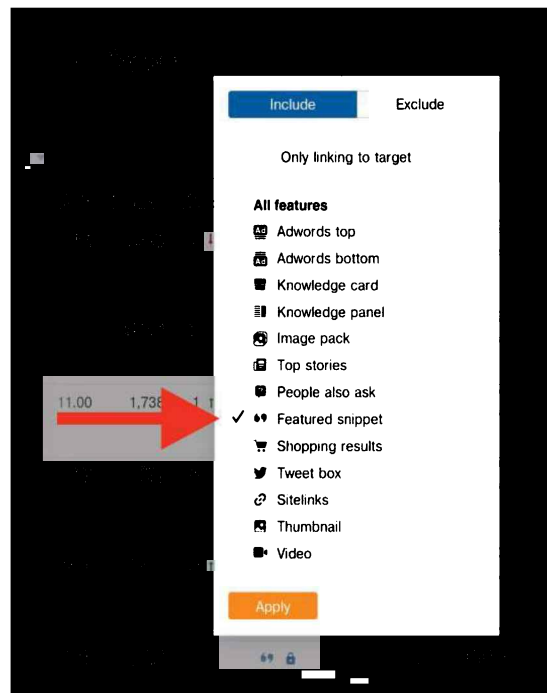 Include Exclude
Only linking to target
All features
Adwords top
Adwords bottom
Knowledge card
Knowledge panel
Image pack
Top stories
People also ask
11.00 1,738 1
Featured snippet
Shopping results
Tweet box
Sitelinks
Thumbnail
Video
Apply